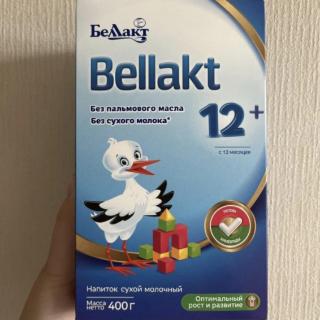 Беллакт
Bellakt
Без пальмового масла
Без сухого молока*
12+
с 12 месяцев
Напиток сухой молочный
Масса нетто 400 г
Оптимальный
рост и развитие